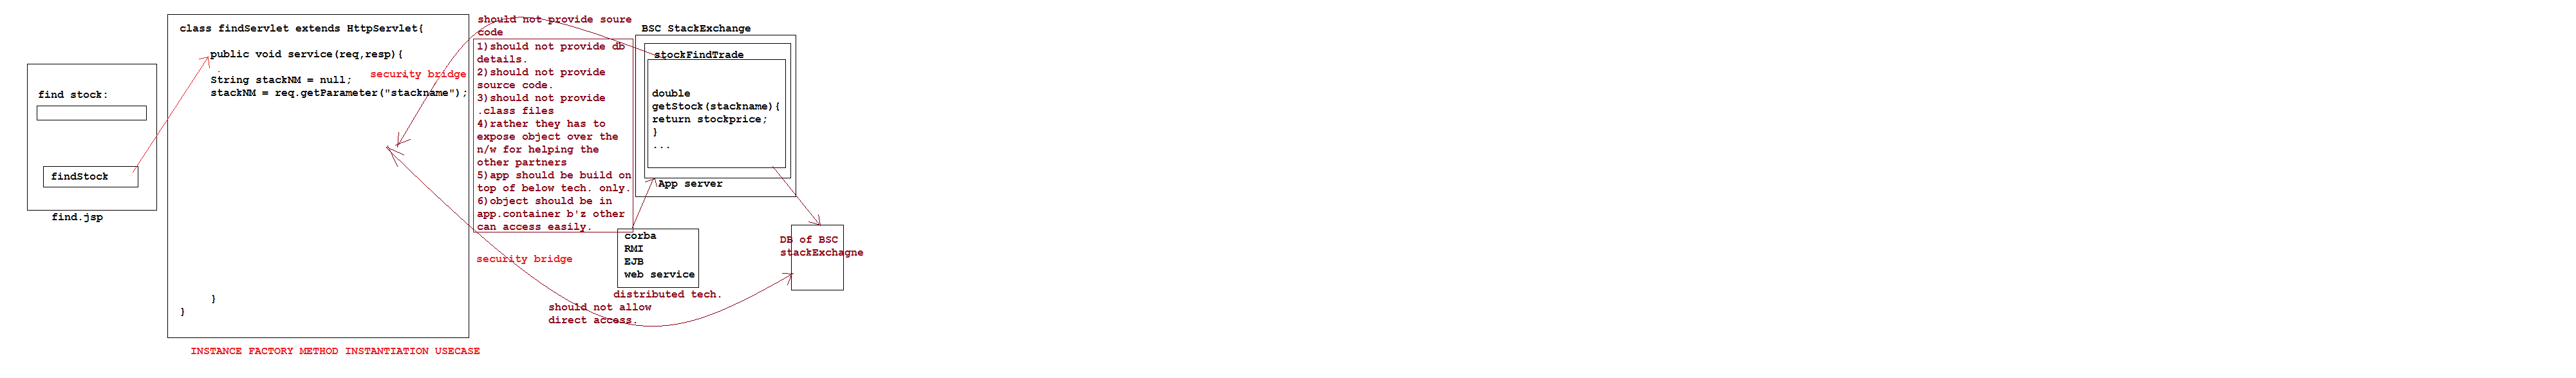 find stock:
findStock
find.jsp
class findServlet extends HttpServlet{
public void service(req,resp){
.
String stackNM = null;
stackNM = req.getParameter("stackname");
}
}
INSTANCE FACTORY METHOD INSTANTIATION USECASE
security bridge
should not provide soure
code
1)should not provide db
details.
2)should not provide
source code.
3)should not provide
.class files
4)rather they has to
expose object over the
n/w for helping the
other partners
5)app should be build on
top of below tech. only.
6)object should be in
app.container b'z other
can access easily.
security bridge
BSC StackExchange
stockFindTrade
double
getStock(stackname){
return stockprice;
}
...
App server
corba
RMI
EJB
web service
distributed tech.
should not allow
direct access.
DB of BSC
stackExchagne